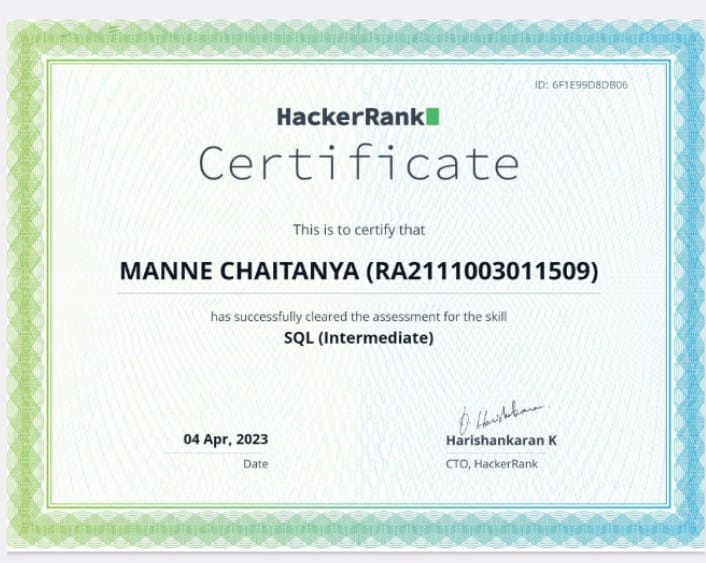 ID: 6F1E99D8DB06
HackerRank
Certificate
This is to certify that
MANNE CHAITANYA (RA2111003011509)
has successfully cleared the assessment for the skill
SQL (Intermediate)
04 Apr, 2023
Date
Harishankaran K
CTO, HackerRank